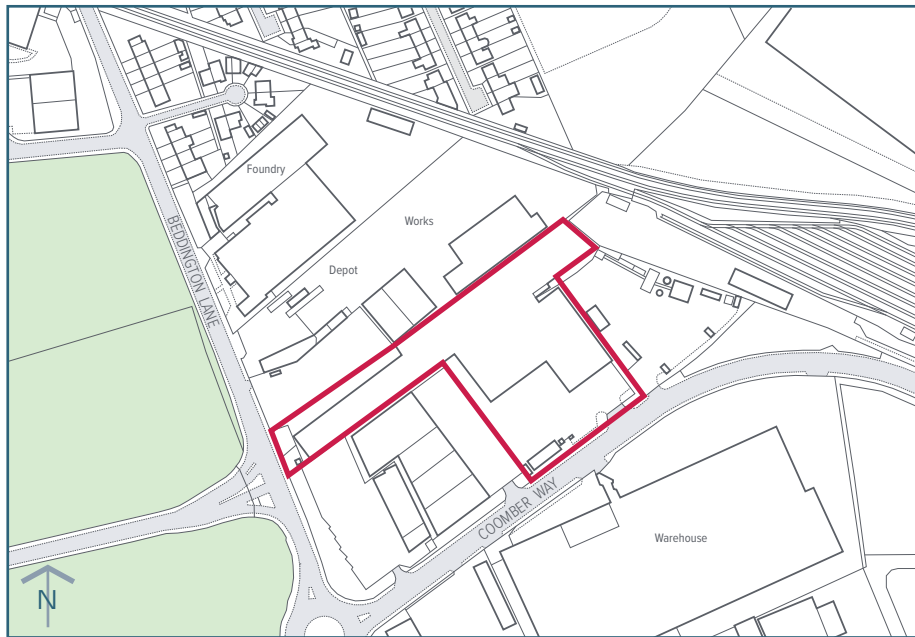 Foundry
Works
Depot
BEDDINGTON LANE
COOMBER WAY
Warehouse
N